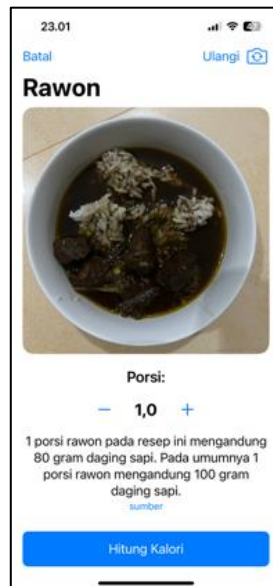 23.01
Batal
Ulangi
Rawon
Porsi:
− 1,0 +
1 porsi rawon pada resep ini mengandung
80 gram daging sapi. Pada umumnya 1
porsi rawon mengandung 100 gram
daging sapi.
sumber
Hitung Kalori